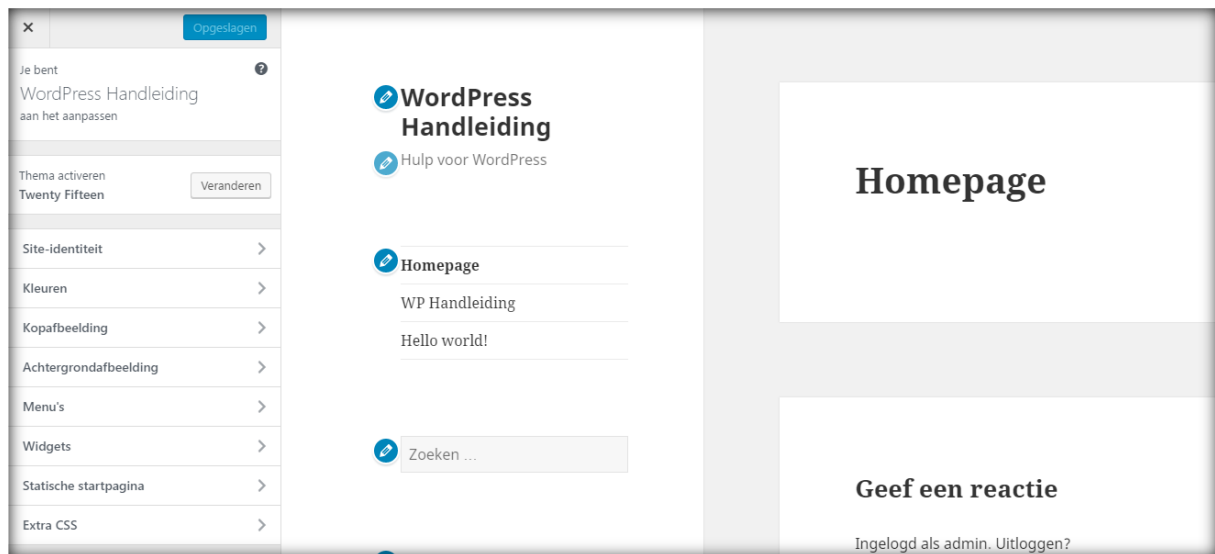 Opgeslagen
Je bent
WordPress Handleiding
aan het aanpassen
Thema activeren
Twenty Fifteen
Veranderen
Site-identiteit
Kleuren
Kopafbeelding
Achtergrondafbeelding
Menu's
Widgets
Statische startpagina
Extra CSS
WordPress
Handleiding
Hulp voor WordPress
Homepage
WP Handleiding
Hello world!
Zoeken …
Homepage
Geef een reactie
Ingelogd als admin. Uitloggen?